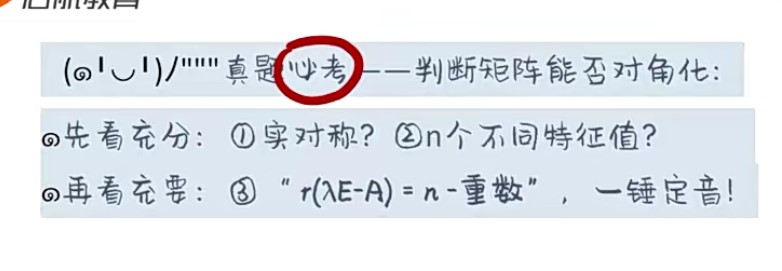 (๑╹◡╹)ﾉ"""真题必考——判断矩阵能否对角化:
๑先看充分: ①实对称? ②n个不同特征值?
๑再看充要: ③ "r(λE-A) = n -重数", 一锤定音!